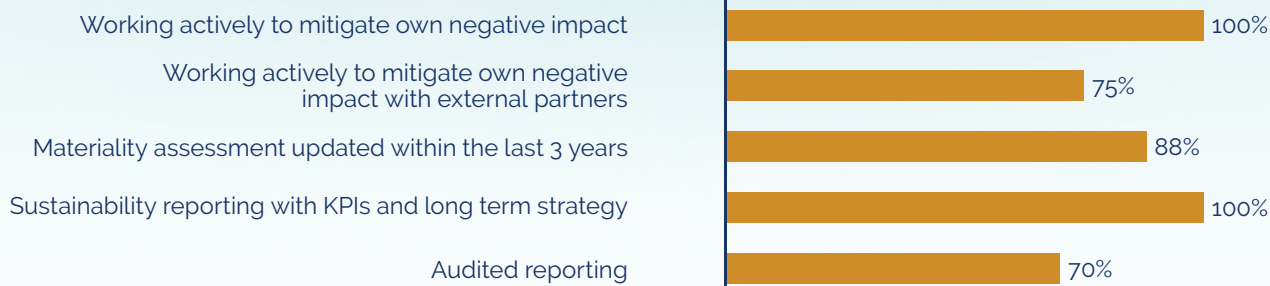 Working actively to mitigate own negative impact 100%
Working actively to mitigate own negative
impact with external partners 75%
Materiality assessment updated within the last 3 years 88%
Sustainability reporting with KPIs and long term strategy 100%
Audited reporting 70%